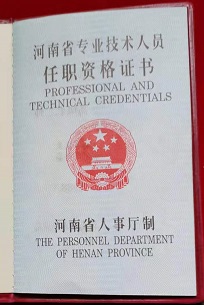 河南省专业技术人员
任职资格证书
PROFESSIONAL AND
TECHNICAL CREDENTIALS
河南省人事厅制
THE PERSONNEL DEPARTMENT
OF HENAN PROVINCE